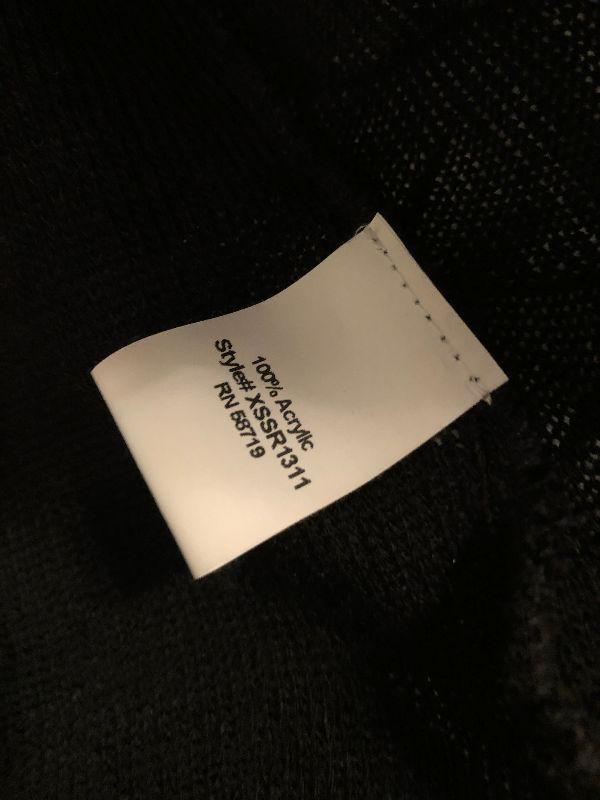 100% Acrylic
Style# XSSR1311
RN 58719